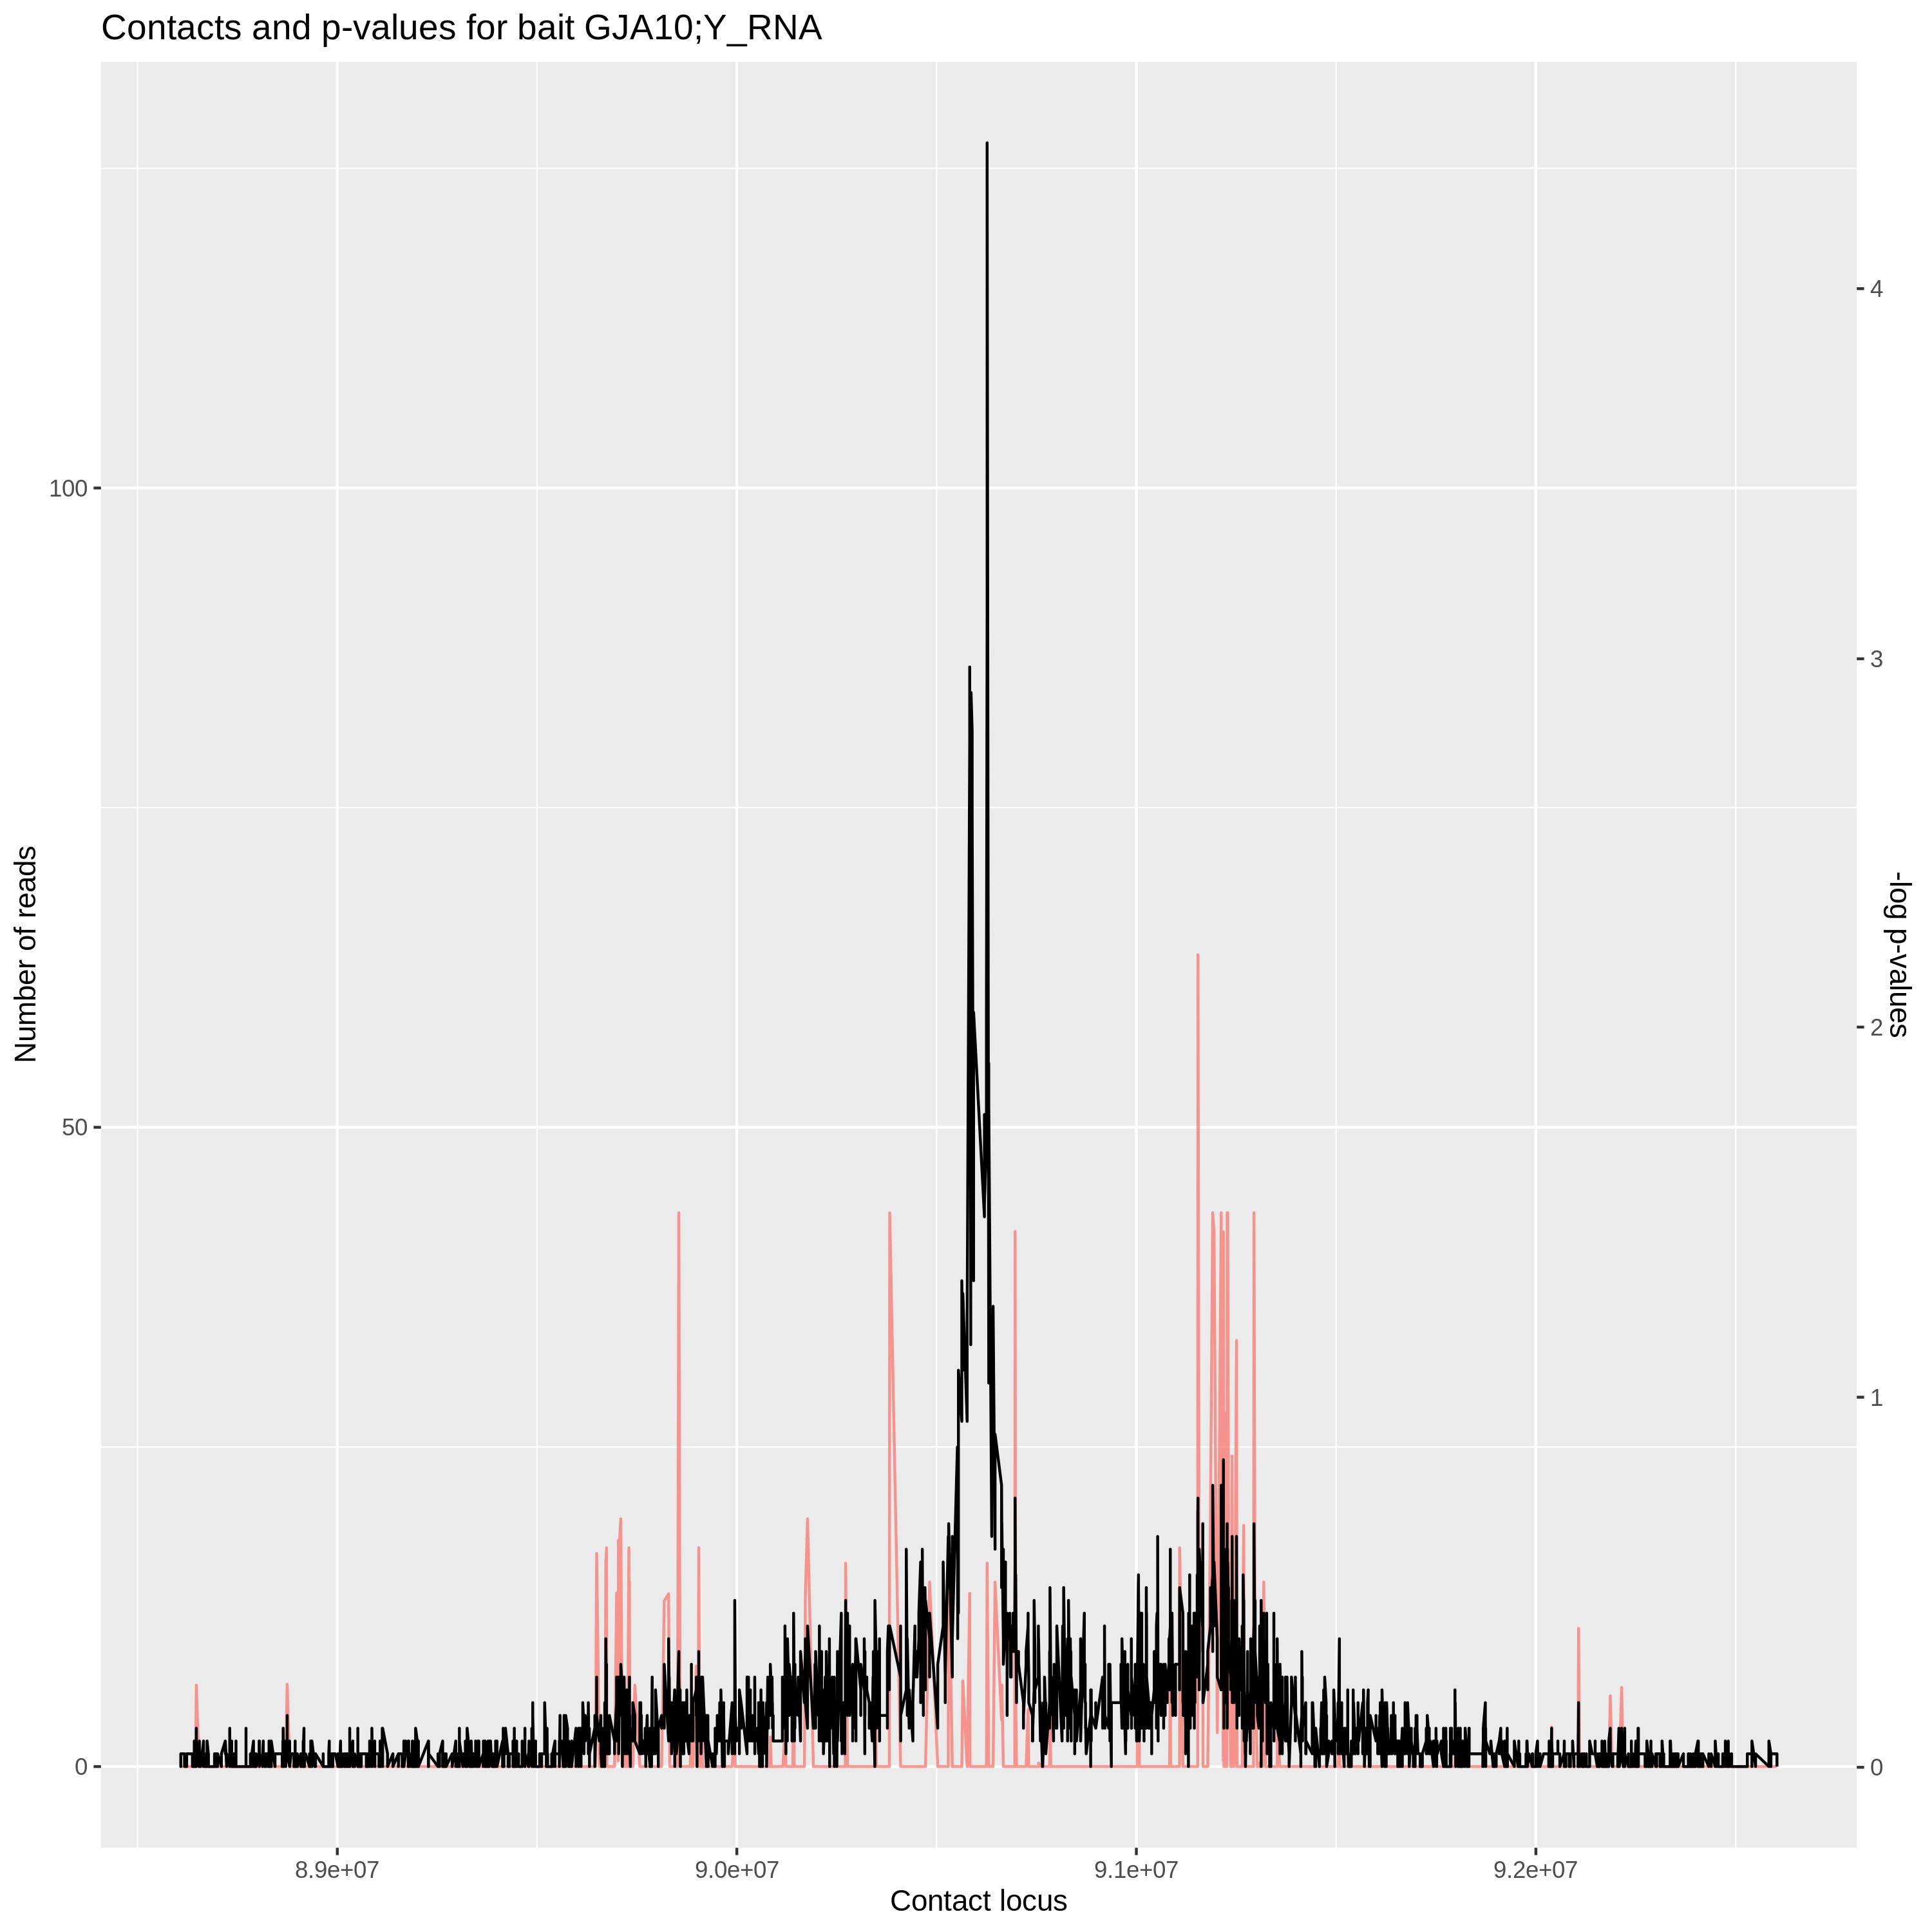 Contacts and p-values for bait GJA10;Y_RNA
Number of reads
100
50
0
4
3
2
1
0
-log p-values
8.9e+07
9.0e+07
9.1e+07
9.2e+07
Contact locus